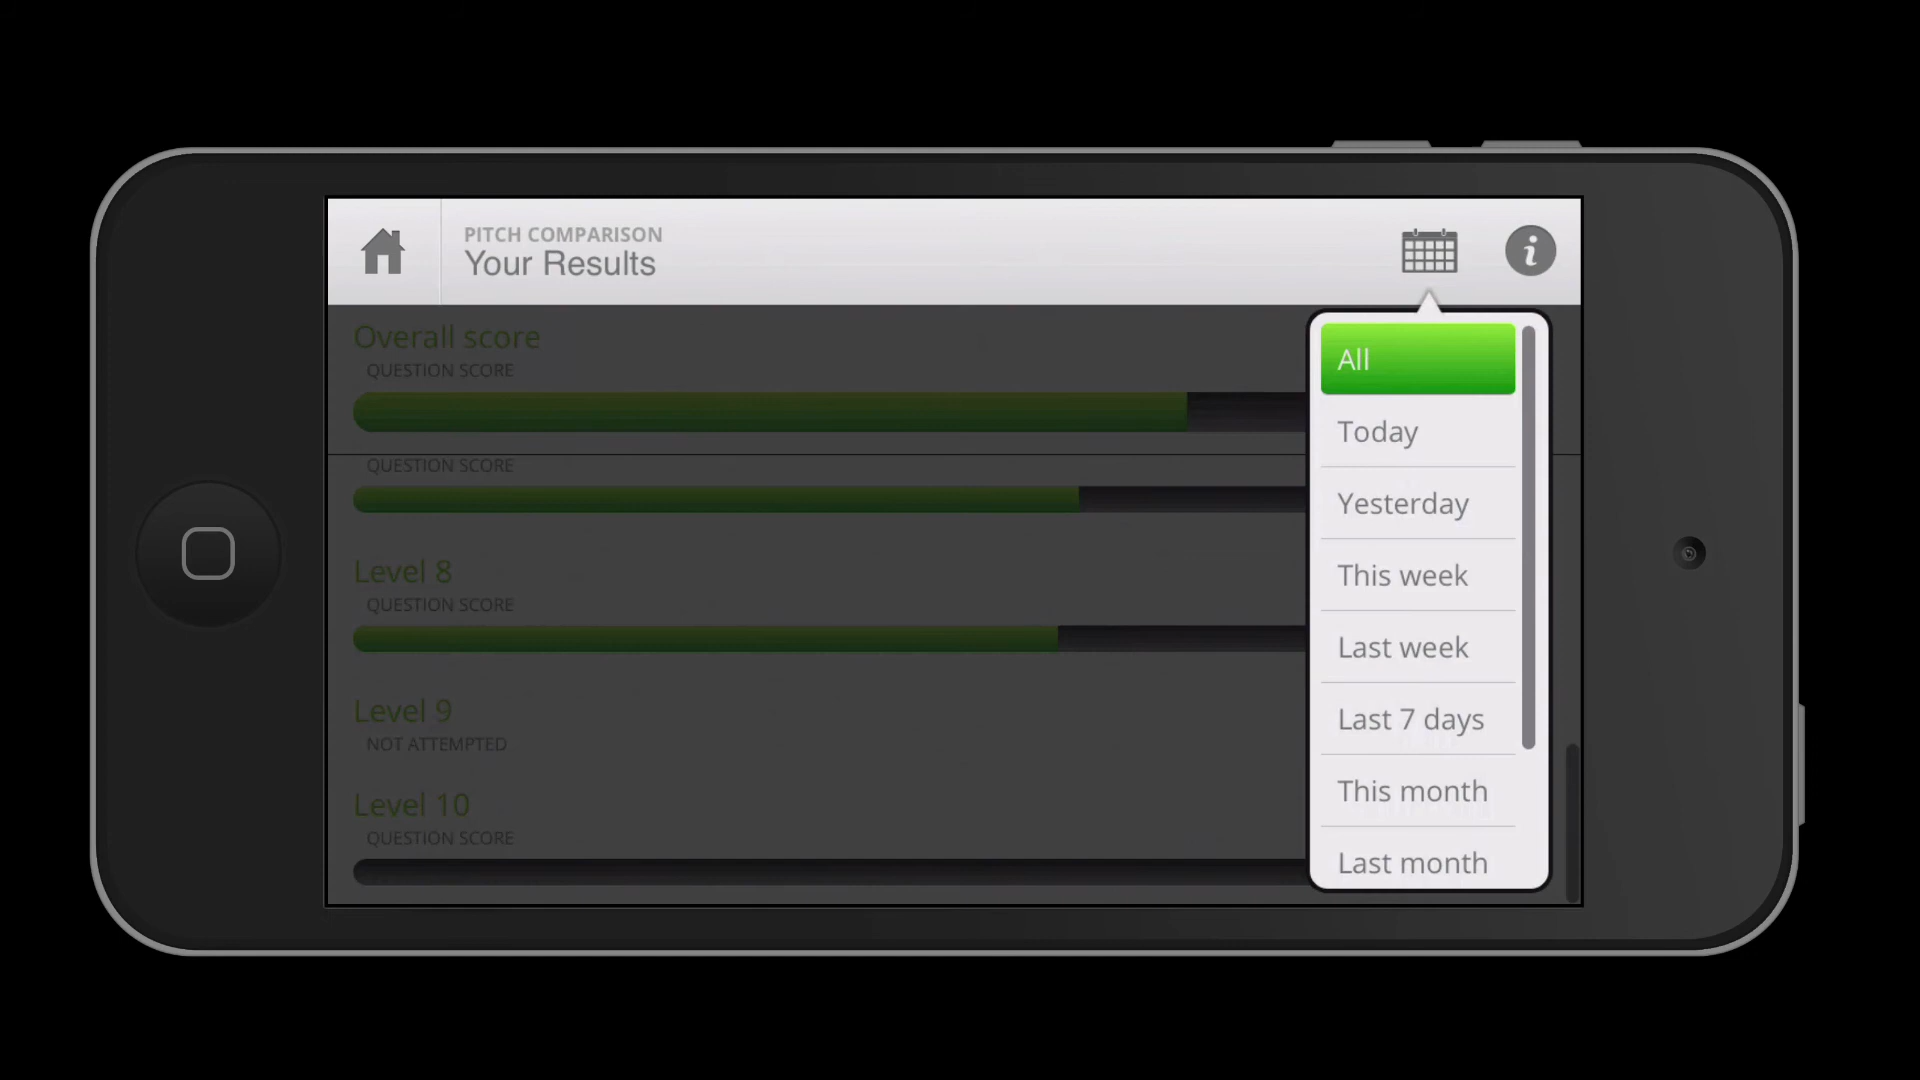 PITCH COMPARISON
Your Results
Overall score
QUESTION SCORE
QUESTION SCORE
Level 8
QUESTION SCORE
Level 9
NOT ATTEMPTED
Level 10
QUESTION SCORE
All
Today
Yesterday
This week
Last week
Last 7 days
This month
Last month